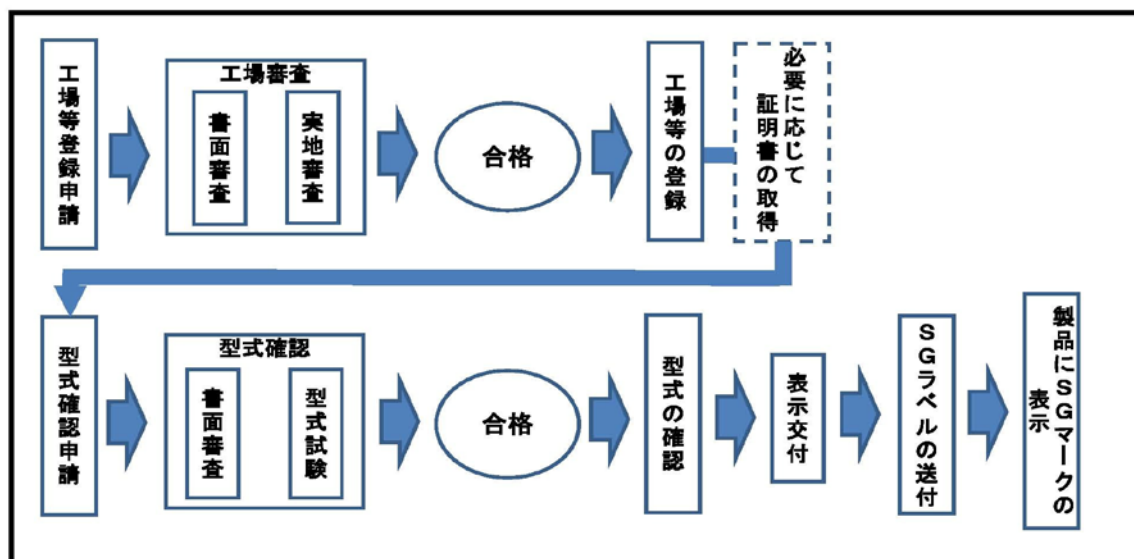 工場等登録申請
工場審査
書面審査
実地審査
合格
工場等の登録
必要に応じて
証明書の取得
型式確認申請
型式確認
書面審査
型式試験
合格
型式の確認
表示交付
SGラベルの送付
製品にSGマークの
表示